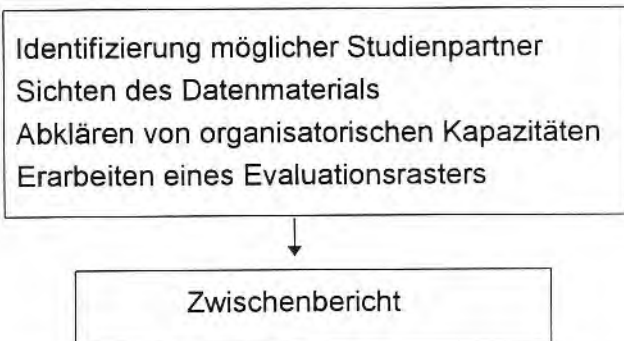 Identifizierung möglicher Studienpartner
Sichten des Datenmaterials
Abklären von organisatorischen Kapazitäten
Erarbeiten eines Evaluationsrasters
Zwischenbericht